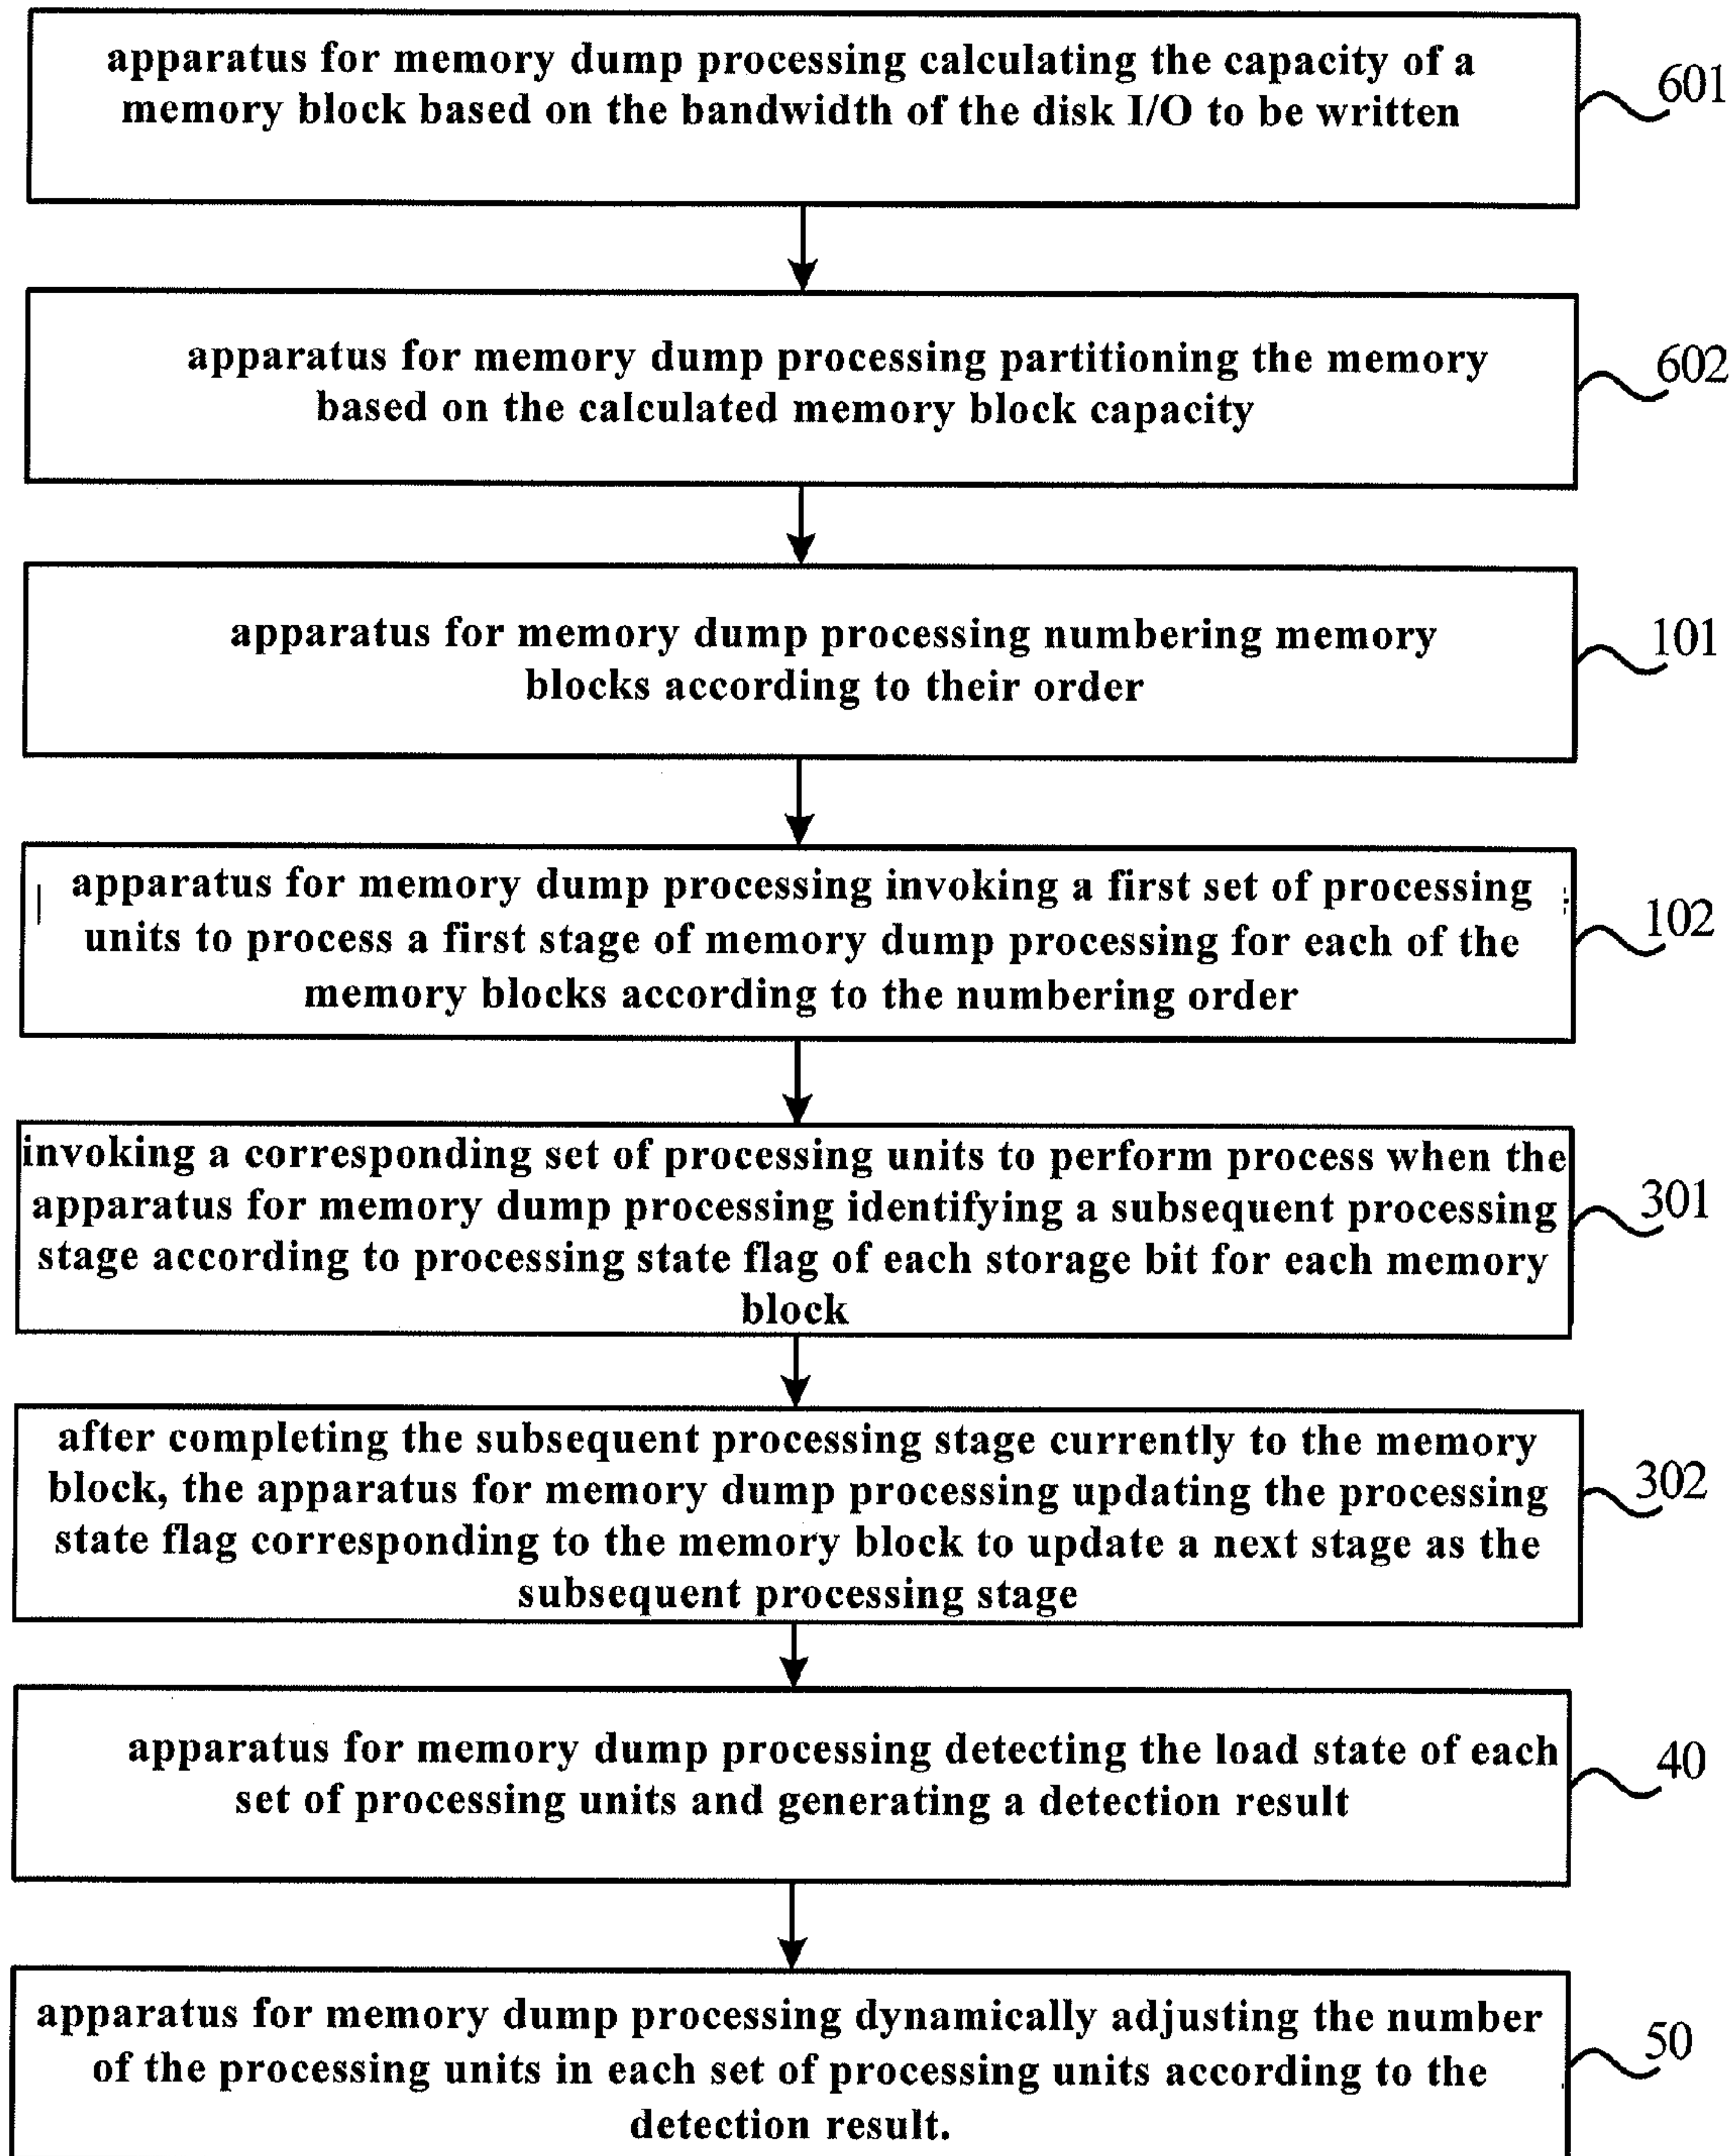 apparatus for memory dump processing calculating the capacity of a
memory block based on the bandwidth of the disk I/O to be written
601
apparatus for memory dump processing partitioning the memory
based on the calculated memory block capacity
602
apparatus for memory dump processing numbering memory
blocks according to their order
101
apparatus for memory dump processing invoking a first set of processing
units to process a first stage of memory dump processing for each of the
memory blocks according to the numbering order
102
invoking a corresponding set of processing units to perform process when the
apparatus for memory dump processing identifying a subsequent processing
stage according to processing state flag of each storage bit for each memory
block
301
after completing the subsequent processing stage currently to the memory
block, the apparatus for memory dump processing updating the processing
state flag corresponding to the memory block to update a next stage as the
subsequent processing stage
302
apparatus for memory dump processing detecting the load state of each
set of processing units and generating a detection result
40
apparatus for memory dump processing dynamically adjusting the number
of the processing units in each set of processing units according to the
detection result.
50